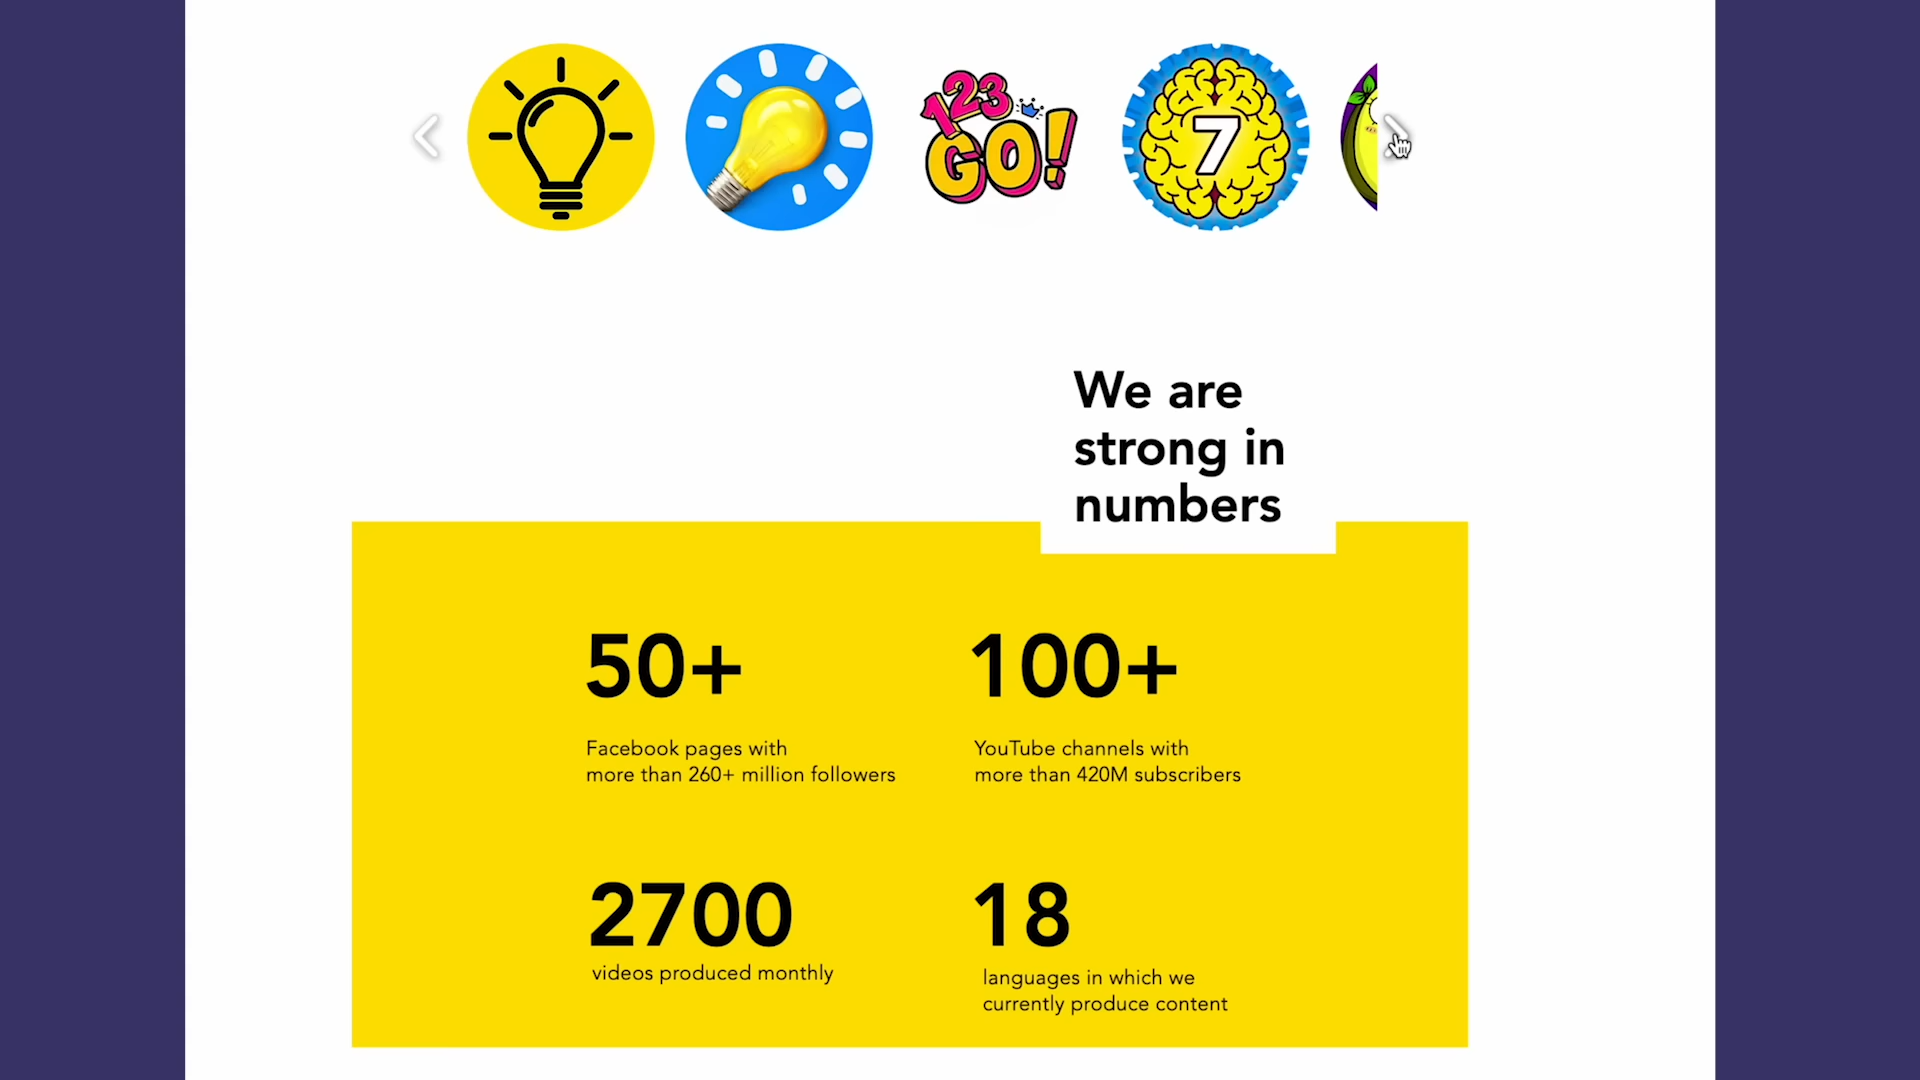 123
GO!
7
We are
strong in
numbers
50+
Facebook pages with
more than 260+ million followers
100+
YouTube channels with
more than 420M subscribers
2700
videos produced monthly
18
languages in which we
currently produce content